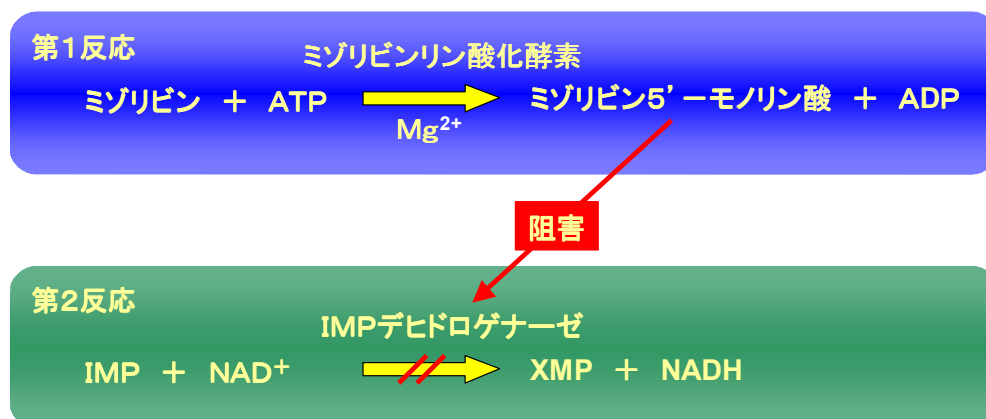 第1反応
ミゾリビンリン酸化酵素
ミゾリビン ＋ ATP ミゾリビン5’－モノリン酸 ＋ ADP
Mg²⁺
阻害
第2反応
IMPデヒドロゲナーゼ
IMP ＋ NAD⁺ XMP ＋ NADH